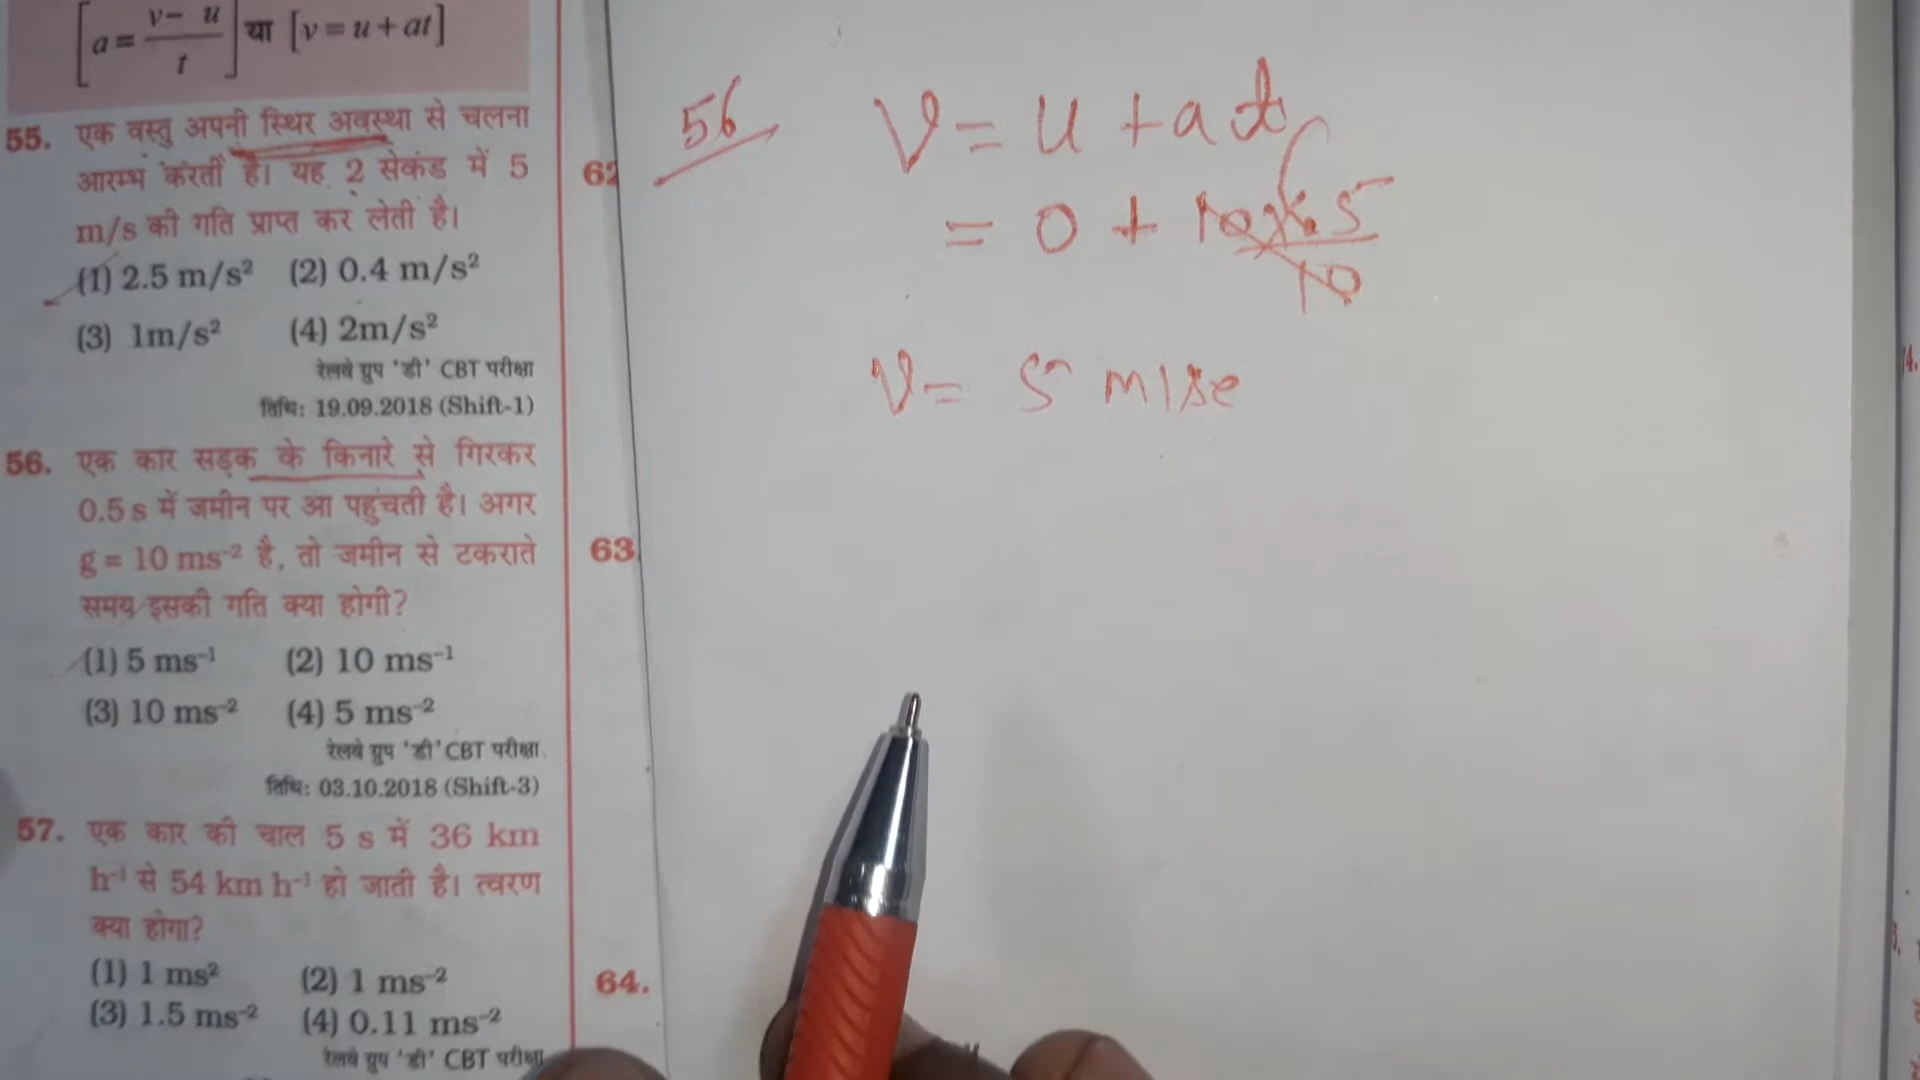 [a = v - u / t] या [v = u + at]
55. एक वस्तु अपनी स्थिर अवस्था से चलना
आरम्भ करती है। यह 2 सेकंड में 5
m/s की गति प्राप्त कर लेती है।
(1) 2.5 m/s² (2) 0.4 m/s²
(3) 1m/s² (4) 2m/s²
रेलवे ग्रुप 'डी' CBT परीक्षा
तिथि: 19.09.2018 (Shift-1)
56. एक कार सड़क के किनारे से गिरकर
0.5 s में जमीन पर आ पहुंचती है। अगर
g = 10 ms⁻² है, तो जमीन से टकराते
समय इसकी गति क्या होगी?
(1) 5 ms⁻¹ (2) 10 ms⁻¹
(3) 10 ms⁻² (4) 5 ms⁻²
रेलवे ग्रुप 'डी' CBT परीक्षा
तिथि: 03.10.2018 (Shift-3)
57. एक कार की चाल 5 s में 36 km
h⁻¹ से 54 km h⁻¹ हो जाती है। त्वरण
क्या होगा?
(1) 1 ms² (2) 1 ms⁻²
(3) 1.5 ms⁻² (4) 0.11 ms⁻²
रेलवे ग्रुप 'डी' CBT परीक्षा
62
63
64.
56
V = u + at
= 0 + 10 × 5 / 10
V = 5 m/se